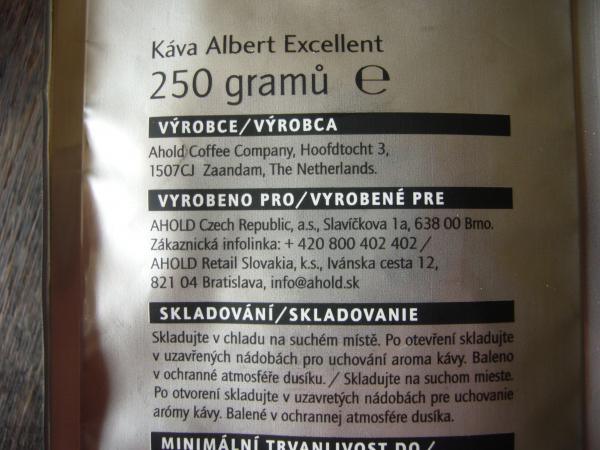 Káva Albert Excellent
250 gramů ℮
VÝROBCE/VÝROBCA
Ahold Coffee Company, Hoofdtocht 3,
1507CJ Zaandam, The Netherlands.
VYROBENO PRO/VYROBENÉ PRE
AHOLD Czech Republic, a.s., Slavíčkova 1a, 638 00 Brno.
Zákaznická infolinka: + 420 800 402 402 /
AHOLD Retail Slovakia, k.s., Ivánska cesta 12,
821 04 Bratislava, info@ahold.sk
SKLADOVÁNÍ/SKLADOVANIE
Skladujte v chladu na suchém místě. Po otevření skladujte
v uzavřených nádobách pro uchování aroma kávy. Baleno
v ochranné atmosféře dusíku. / Skladujte na suchom mieste.
Po otvorení skladujte v uzavretých nádobách pre uchovanie
arómy kávy. Balené v ochrannej atmosfére dusíka.
MINIMÁLNÍ TRVANLIVOST DO /